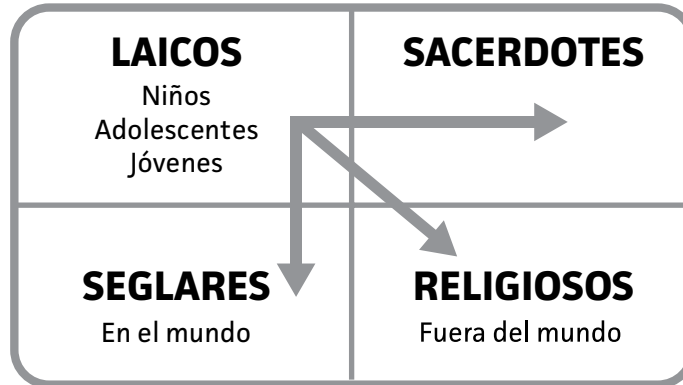 LAICOS
Niños
Adolescentes
Jóvenes
SACERDOTES
SEGLARES
En el mundo
RELIGIOSOS
Fuera del mundo